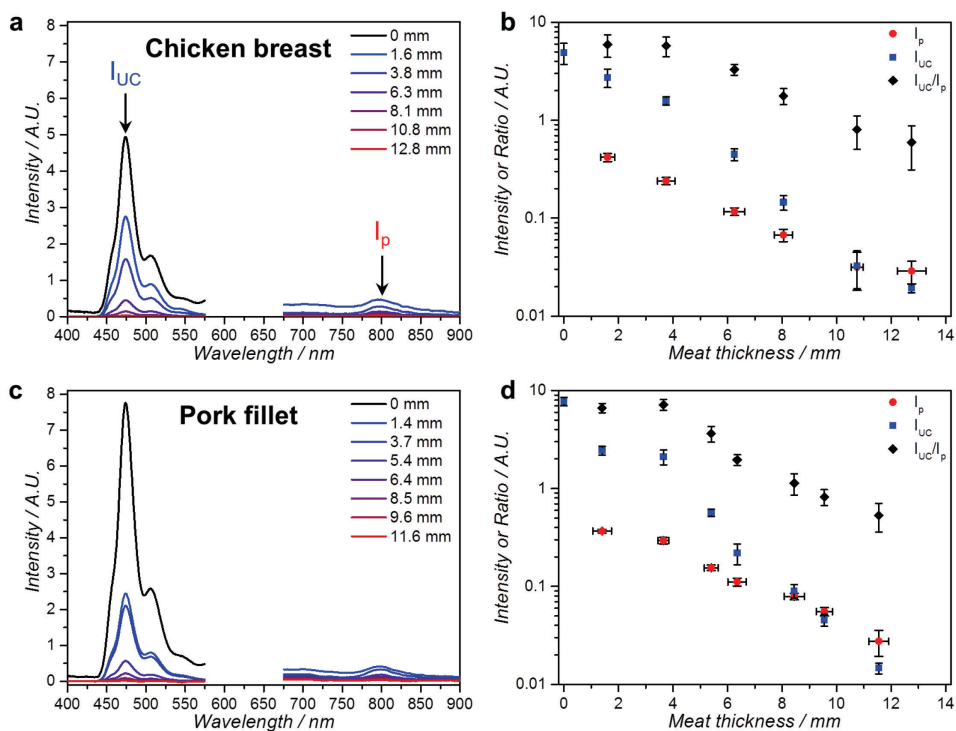 a
Chicken breast
I_UC
I_p
0 mm
1.6 mm
3.8 mm
6.3 mm
8.1 mm
10.8 mm
12.8 mm
Intensity / A.U.
8
7
6
5
4
3
2
1
0
400 450 500 550 600 650 700 750 800 850 900
Wavelength / nm
b
I_p
I_UC
I_UC/I_p
Intensity or Ratio / A.U.
10
1
0.1
0.01
0 2 4 6 8 10 12 14
Meat thickness / mm
c
Pork fillet
0 mm
1.4 mm
3.7 mm
5.4 mm
6.4 mm
8.5 mm
9.6 mm
11.6 mm
Intensity / A.U.
8
7
6
5
4
3
2
1
0
400 450 500 550 600 650 700 750 800 850 900
Wavelength / nm
d
I_p
I_UC
I_UC/I_p
Intensity or Ratio / A.U.
10
1
0.1
0.01
0 2 4 6 8 10 12 14
Meat thickness / mm